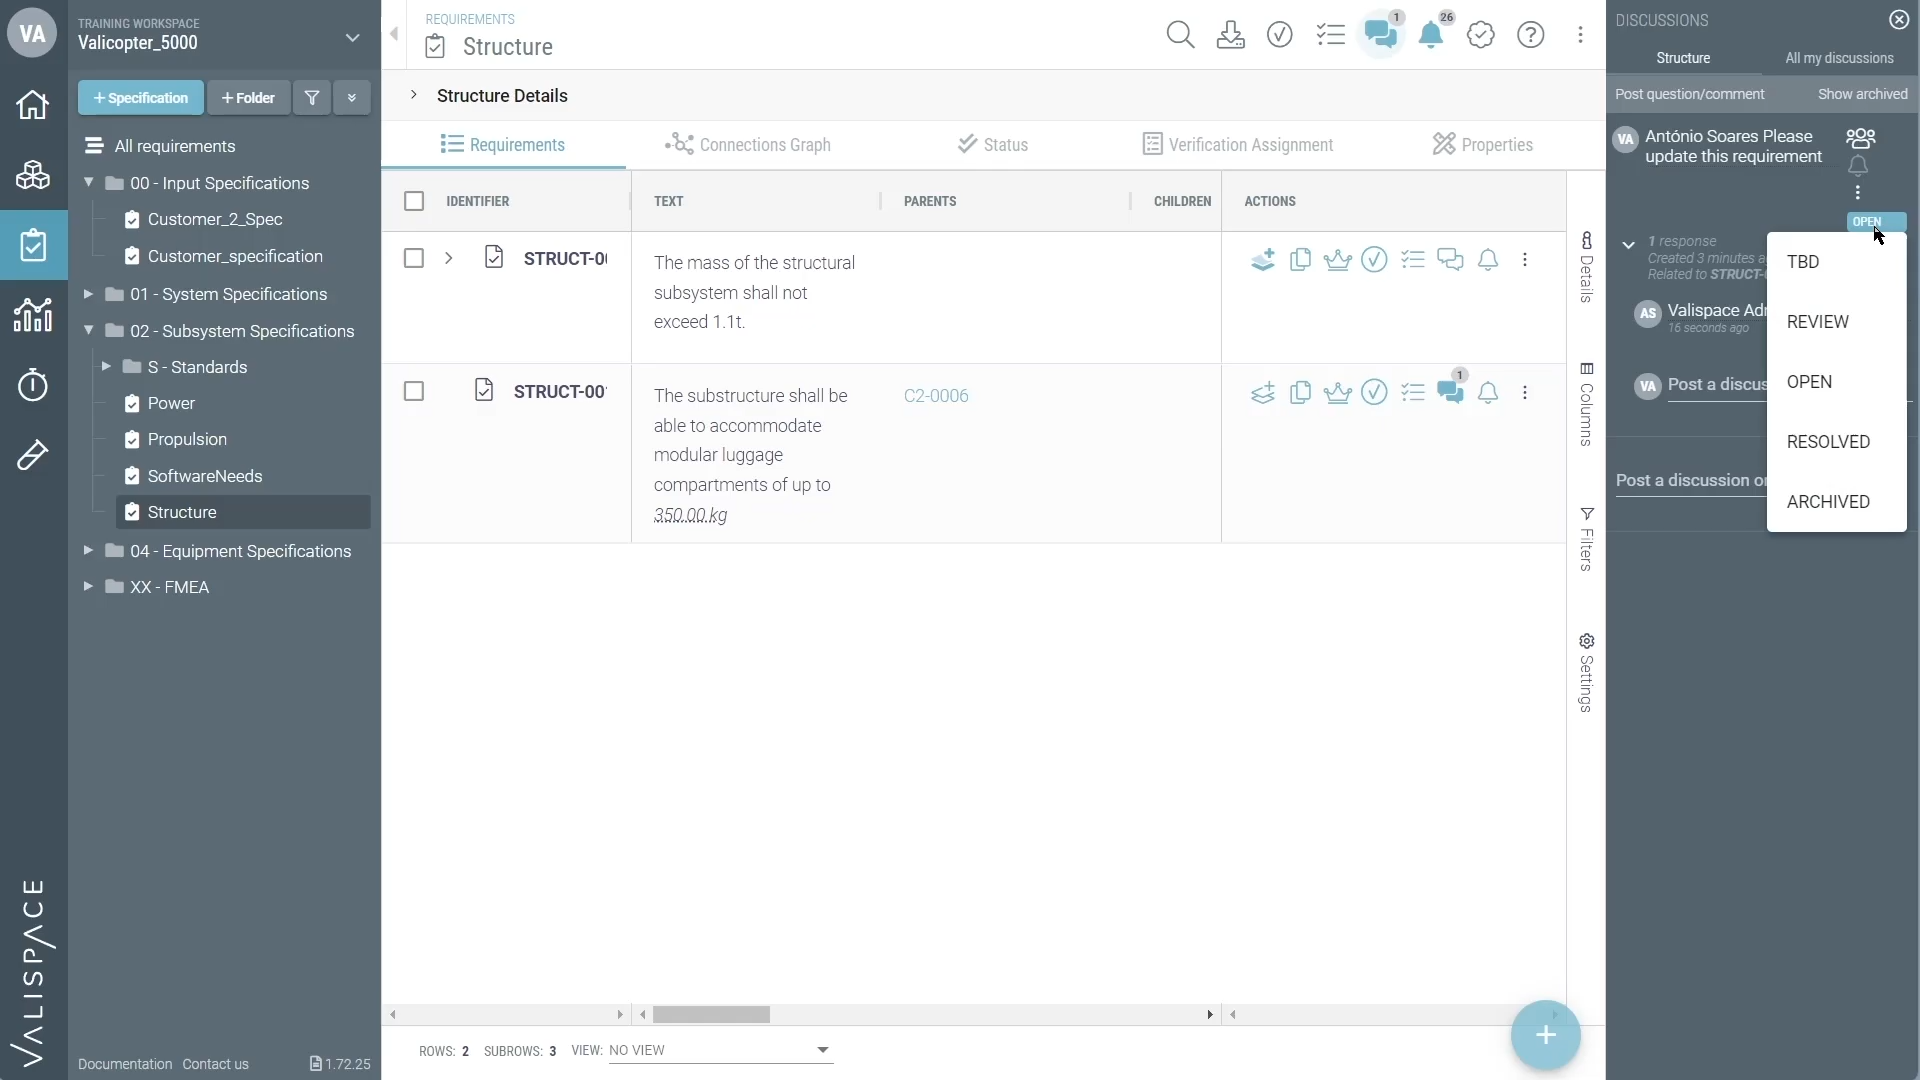 VA
TRAINING WORKSPACE
Valicopter_5000
+ Specification
+ Folder
All requirements
00 - Input Specifications
Customer_2_Spec
Customer_specification
01 - System Specifications
02 - Subsystem Specifications
S - Standards
Power
Propulsion
SoftwareNeeds
Structure
04 - Equipment Specifications
XX - FMEA
VALISPACE
Documentation Contact us 1.72.25
REQUIREMENTS
Structure
1
26
Structure Details
Requirements
Connections Graph
Status
Verification Assignment
Properties
IDENTIFIER
TEXT
PARENTS
CHILDREN
ACTIONS
STRUCT-0
The mass of the structural
subsystem shall not
exceed 1.1t.
STRUCT-00
The substructure shall be
able to accommodate
modular luggage
compartments of up to
350.00 kg
C2-0006
1
Details
Columns
Filters
Settings
ROWS: 2 SUBROWS: 3 VIEW: NO VIEW
+
DISCUSSIONS
Structure
All my discussions
Post question/comment
Show archived
VA
António Soares Please
update this requirement
OPEN
1 response
Created 3 minutes a
Related to STRUCT-
AS
Valispace Ad
16 seconds ago
VA
Post a discus
Post a discussion o
TBD
REVIEW
OPEN
RESOLVED
ARCHIVED